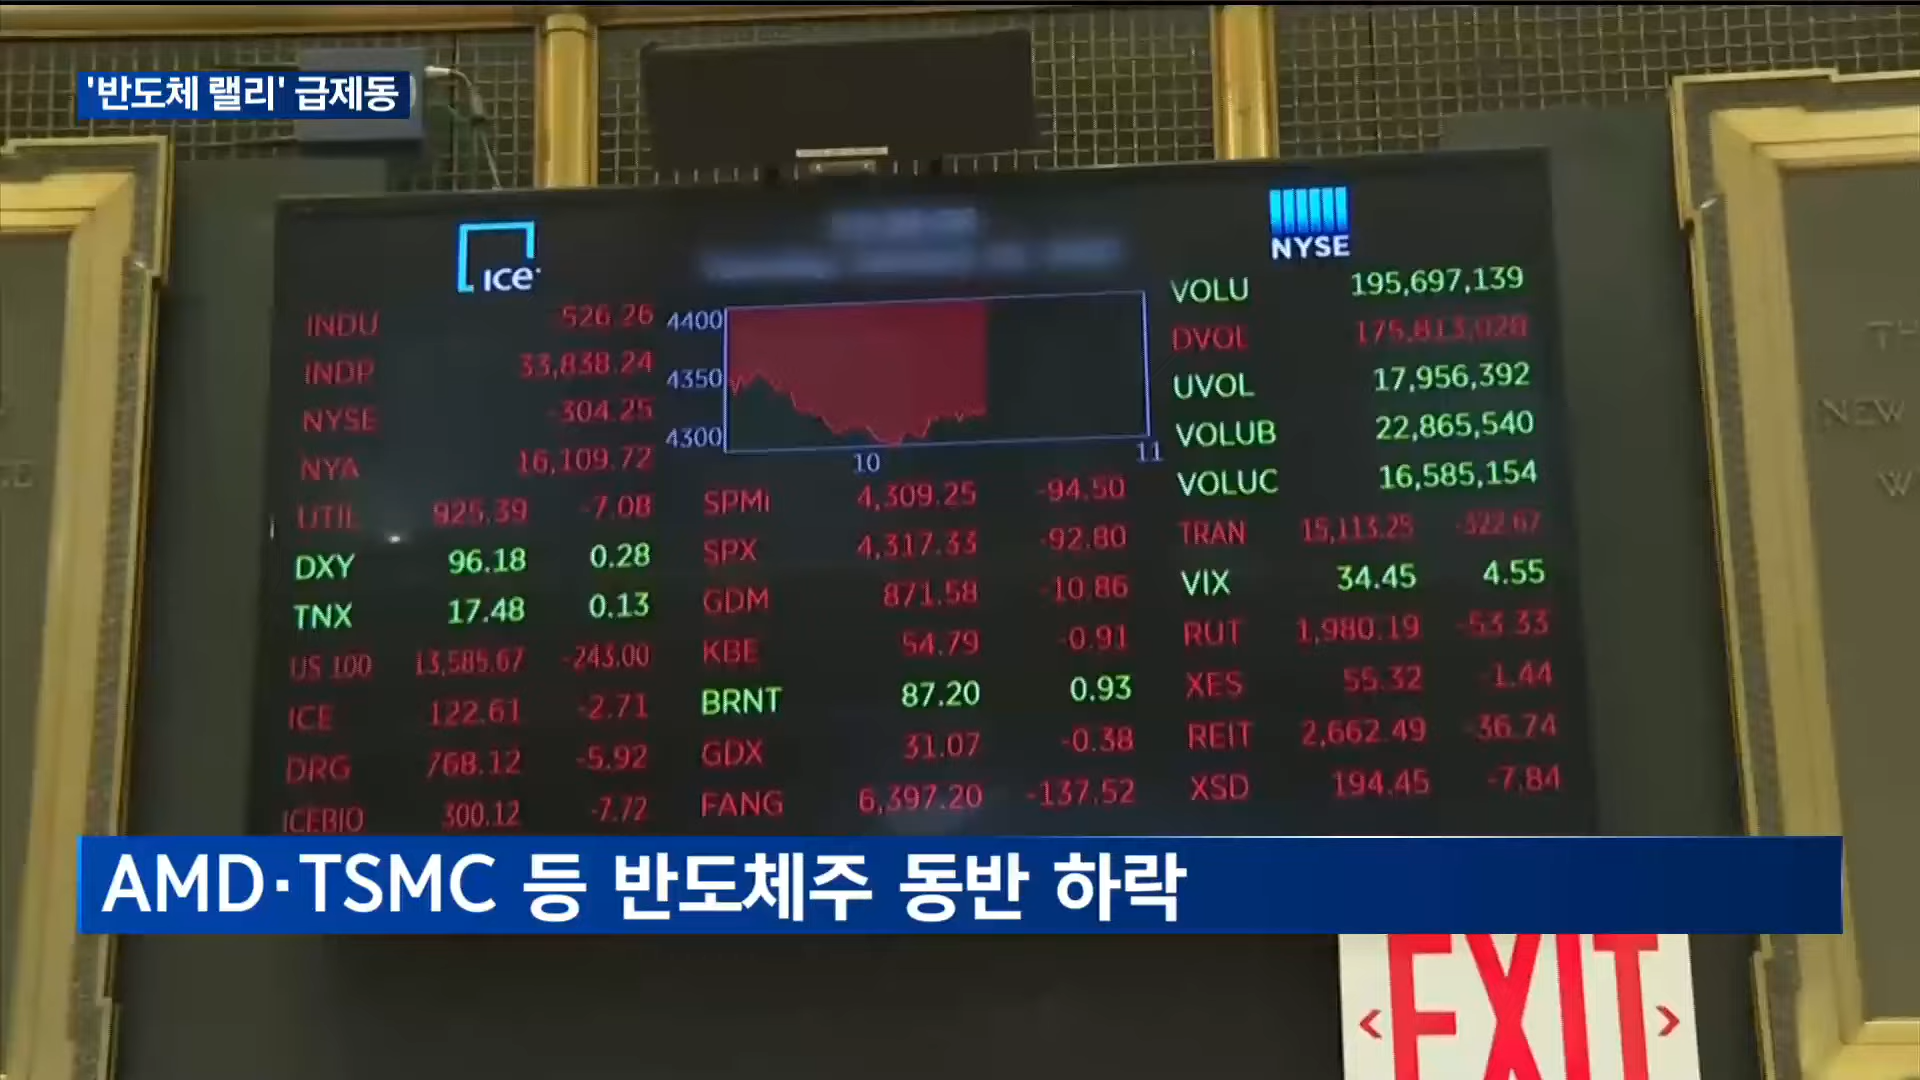 '반도체 랠리' 급제동
ice
NYSE
INDU -526.26
INDP 33,838.24
NYSE -304.25
NYA 16,109.72
UTIL 925.39 -7.08
DXY 96.18 0.28
TNX 17.48 0.13
US 100 13,585.67 -243.00
ICE 122.61 -2.71
DRG 768.12 -5.92
ICEBIO 300.12 -7.72
4400
4350
4300
10 11
SPMi 4,309.25 -94.50
SPX 4,317.33 -92.80
GDM 871.58 -10.86
KBE 54.79 -0.91
BRNT 87.20 0.93
GDX 31.07 -0.38
FANG 6,397.20 -137.52
VOLU 195,697,139
DVOL 175,813,028
UVOL 17,956,392
VOLUB 22,865,540
VOLUC 16,585,154
TRAN 15,113.25 -322.67
VIX 34.45 4.55
RUT 1,980.19 -53.33
XES 55.32 -1.44
REIT 2,662.49 -36.74
XSD 194.45 -7.84
NEW
AMD·TSMC 등 반도체주 동반 하락
< EXIT >